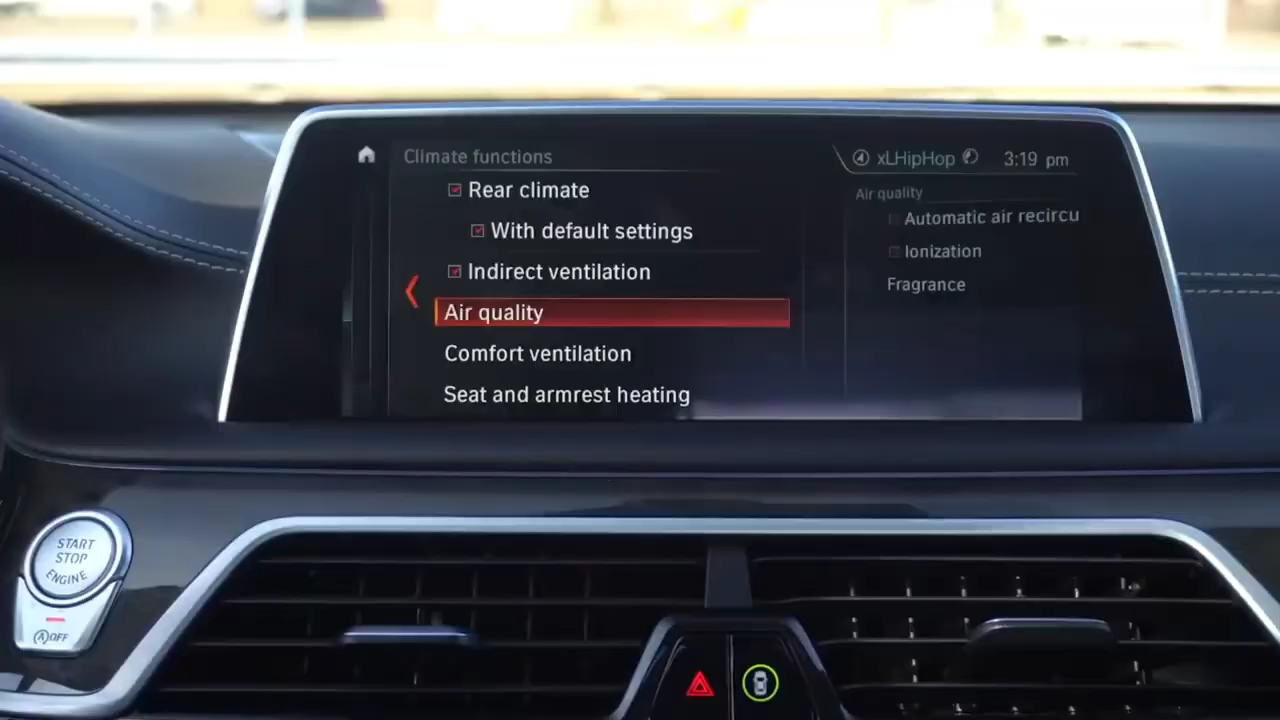 Climate functions
xLHipHop
3:19 pm
Rear climate
With default settings
Indirect ventilation
Air quality
Comfort ventilation
Seat and armrest heating
Air quality
Automatic air recircu
Ionization
Fragrance
START
STOP
ENGINE
A OFF